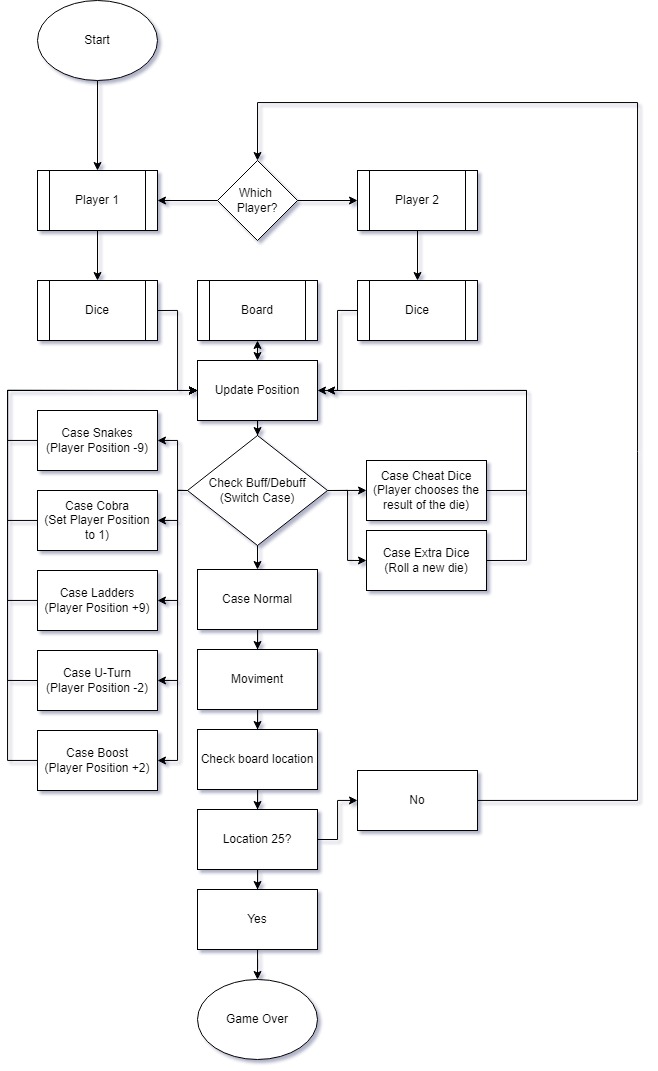 Start
Which
Player?
Player 1
Player 2
Dice
Board
Dice
Update Position
Case Snakes
(Player Position -9)
Check Buff/Debuff
(Switch Case)
Case Cheat Dice
(Player chooses the
result of the die)
Case Cobra
(Set Player Position
to 1)
Case Extra Dice
(Roll a new die)
Case Ladders
(Player Position +9)
Case Normal
Case U-Turn
(Player Position -2)
Moviment
Case Boost
(Player Position +2)
Check board location
No
Location 25?
Yes
Game Over